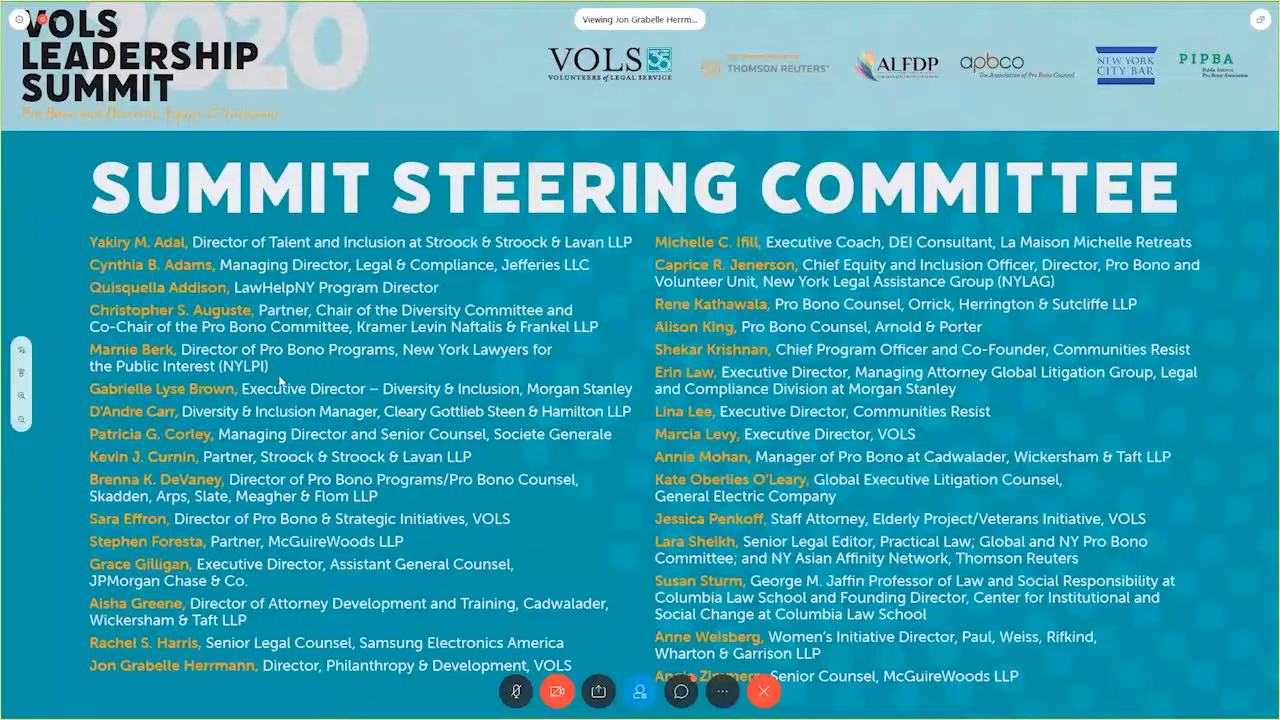 Viewing Jon Grabelle Herrm...
2020
VOLS
LEADERSHIP
SUMMIT
Pro Bono and Diversity, Equity & Inclusion
VOLS 35
VOLUNTEERS of LEGAL SERVICE
THOMSON REUTERS
ALFDP
apbco
The Association of Pro Bono Counsel
NEW YORK
CITY BAR
PIPBA
SUMMIT STEERING COMMITTEE
Yakiry M. Adal, Director of Talent and Inclusion at Stroock & Stroock & Lavan LLP
Cynthia B. Adams, Managing Director, Legal & Compliance, Jefferies LLC
Quisquella Addison, LawHelpNY Program Director
Christopher S. Auguste, Partner, Chair of the Diversity Committee and
Co-Chair of the Pro Bono Committee, Kramer Levin Naftalis & Frankel LLP
Marnie Berk, Director of Pro Bono Programs, New York Lawyers for
the Public Interest (NYLPI)
Gabrielle Lyse Brown, Executive Director – Diversity & Inclusion, Morgan Stanley
D'Andre Carr, Diversity & Inclusion Manager, Cleary Gottlieb Steen & Hamilton LLP
Patricia G. Corley, Managing Director and Senior Counsel, Societe Generale
Kevin J. Curnin, Partner, Stroock & Stroock & Lavan LLP
Brenna K. DeVaney, Director of Pro Bono Programs/Pro Bono Counsel,
Skadden, Arps, Slate, Meagher & Flom LLP
Sara Effron, Director of Pro Bono & Strategic Initiatives, VOLS
Stephen Foresta, Partner, McGuireWoods LLP
Grace Gilligan, Executive Director, Assistant General Counsel,
JPMorgan Chase & Co.
Aisha Greene, Director of Attorney Development and Training, Cadwalader,
Wickersham & Taft LLP
Rachel S. Harris, Senior Legal Counsel, Samsung Electronics America
Jon Grabelle Herrmann, Director, Philanthropy & Development, VOLS
Michelle C. Ifill, Executive Coach, DEI Consultant, La Maison Michelle Retreats
Caprice R. Jenerson, Chief Equity and Inclusion Officer, Director, Pro Bono and
Volunteer Unit, New York Legal Assistance Group (NYLAG)
Rene Kathawala, Pro Bono Counsel, Orrick, Herrington & Sutcliffe LLP
Alison King, Pro Bono Counsel, Arnold & Porter
Shekar Krishnan, Chief Program Officer and Co-Founder, Communities Resist
Erin Law, Executive Director, Managing Attorney Global Litigation Group, Legal
and Compliance Division at Morgan Stanley
Lina Lee, Executive Director, Communities Resist
Marcia Levy, Executive Director, VOLS
Annie Mohan, Manager of Pro Bono at Cadwalader, Wickersham & Taft LLP
Kate Oberlies O'Leary, Global Executive Litigation Counsel,
General Electric Company
Jessica Penkoff, Staff Attorney, Elderly Project/Veterans Initiative, VOLS
Lara Sheikh, Senior Legal Editor, Practical Law; Global and NY Pro Bono
Committee; and NY Asian Affinity Network, Thomson Reuters
Susan Sturm, George M. Jaffin Professor of Law and Social Responsibility at
Columbia Law School and Founding Director, Center for Institutional and
Social Change at Columbia Law School
Anne Weisberg, Women's Initiative Director, Paul, Weiss, Rifkind,
Wharton & Garrison LLP
Senior Counsel, McGuireWoods LLP